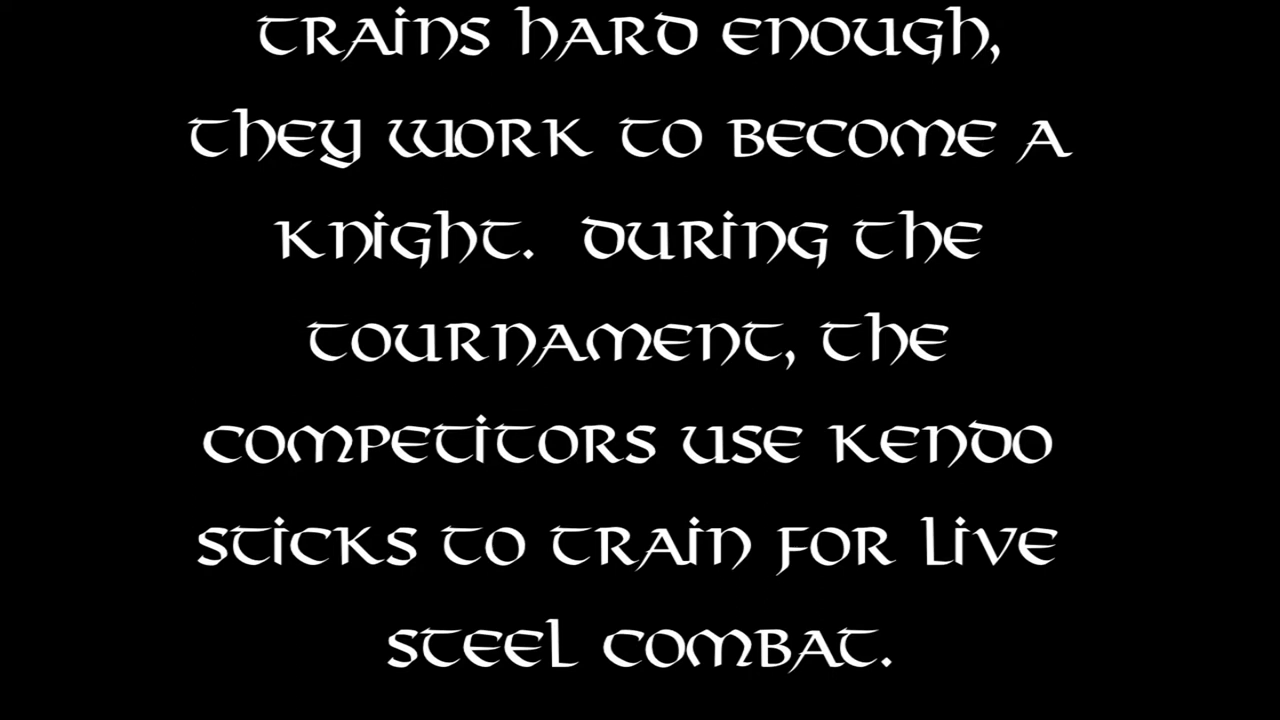 trains hard enough,
they work to become a
knight. During the
tournament, the
competitors use kendo
sticks to train for live
steel combat.